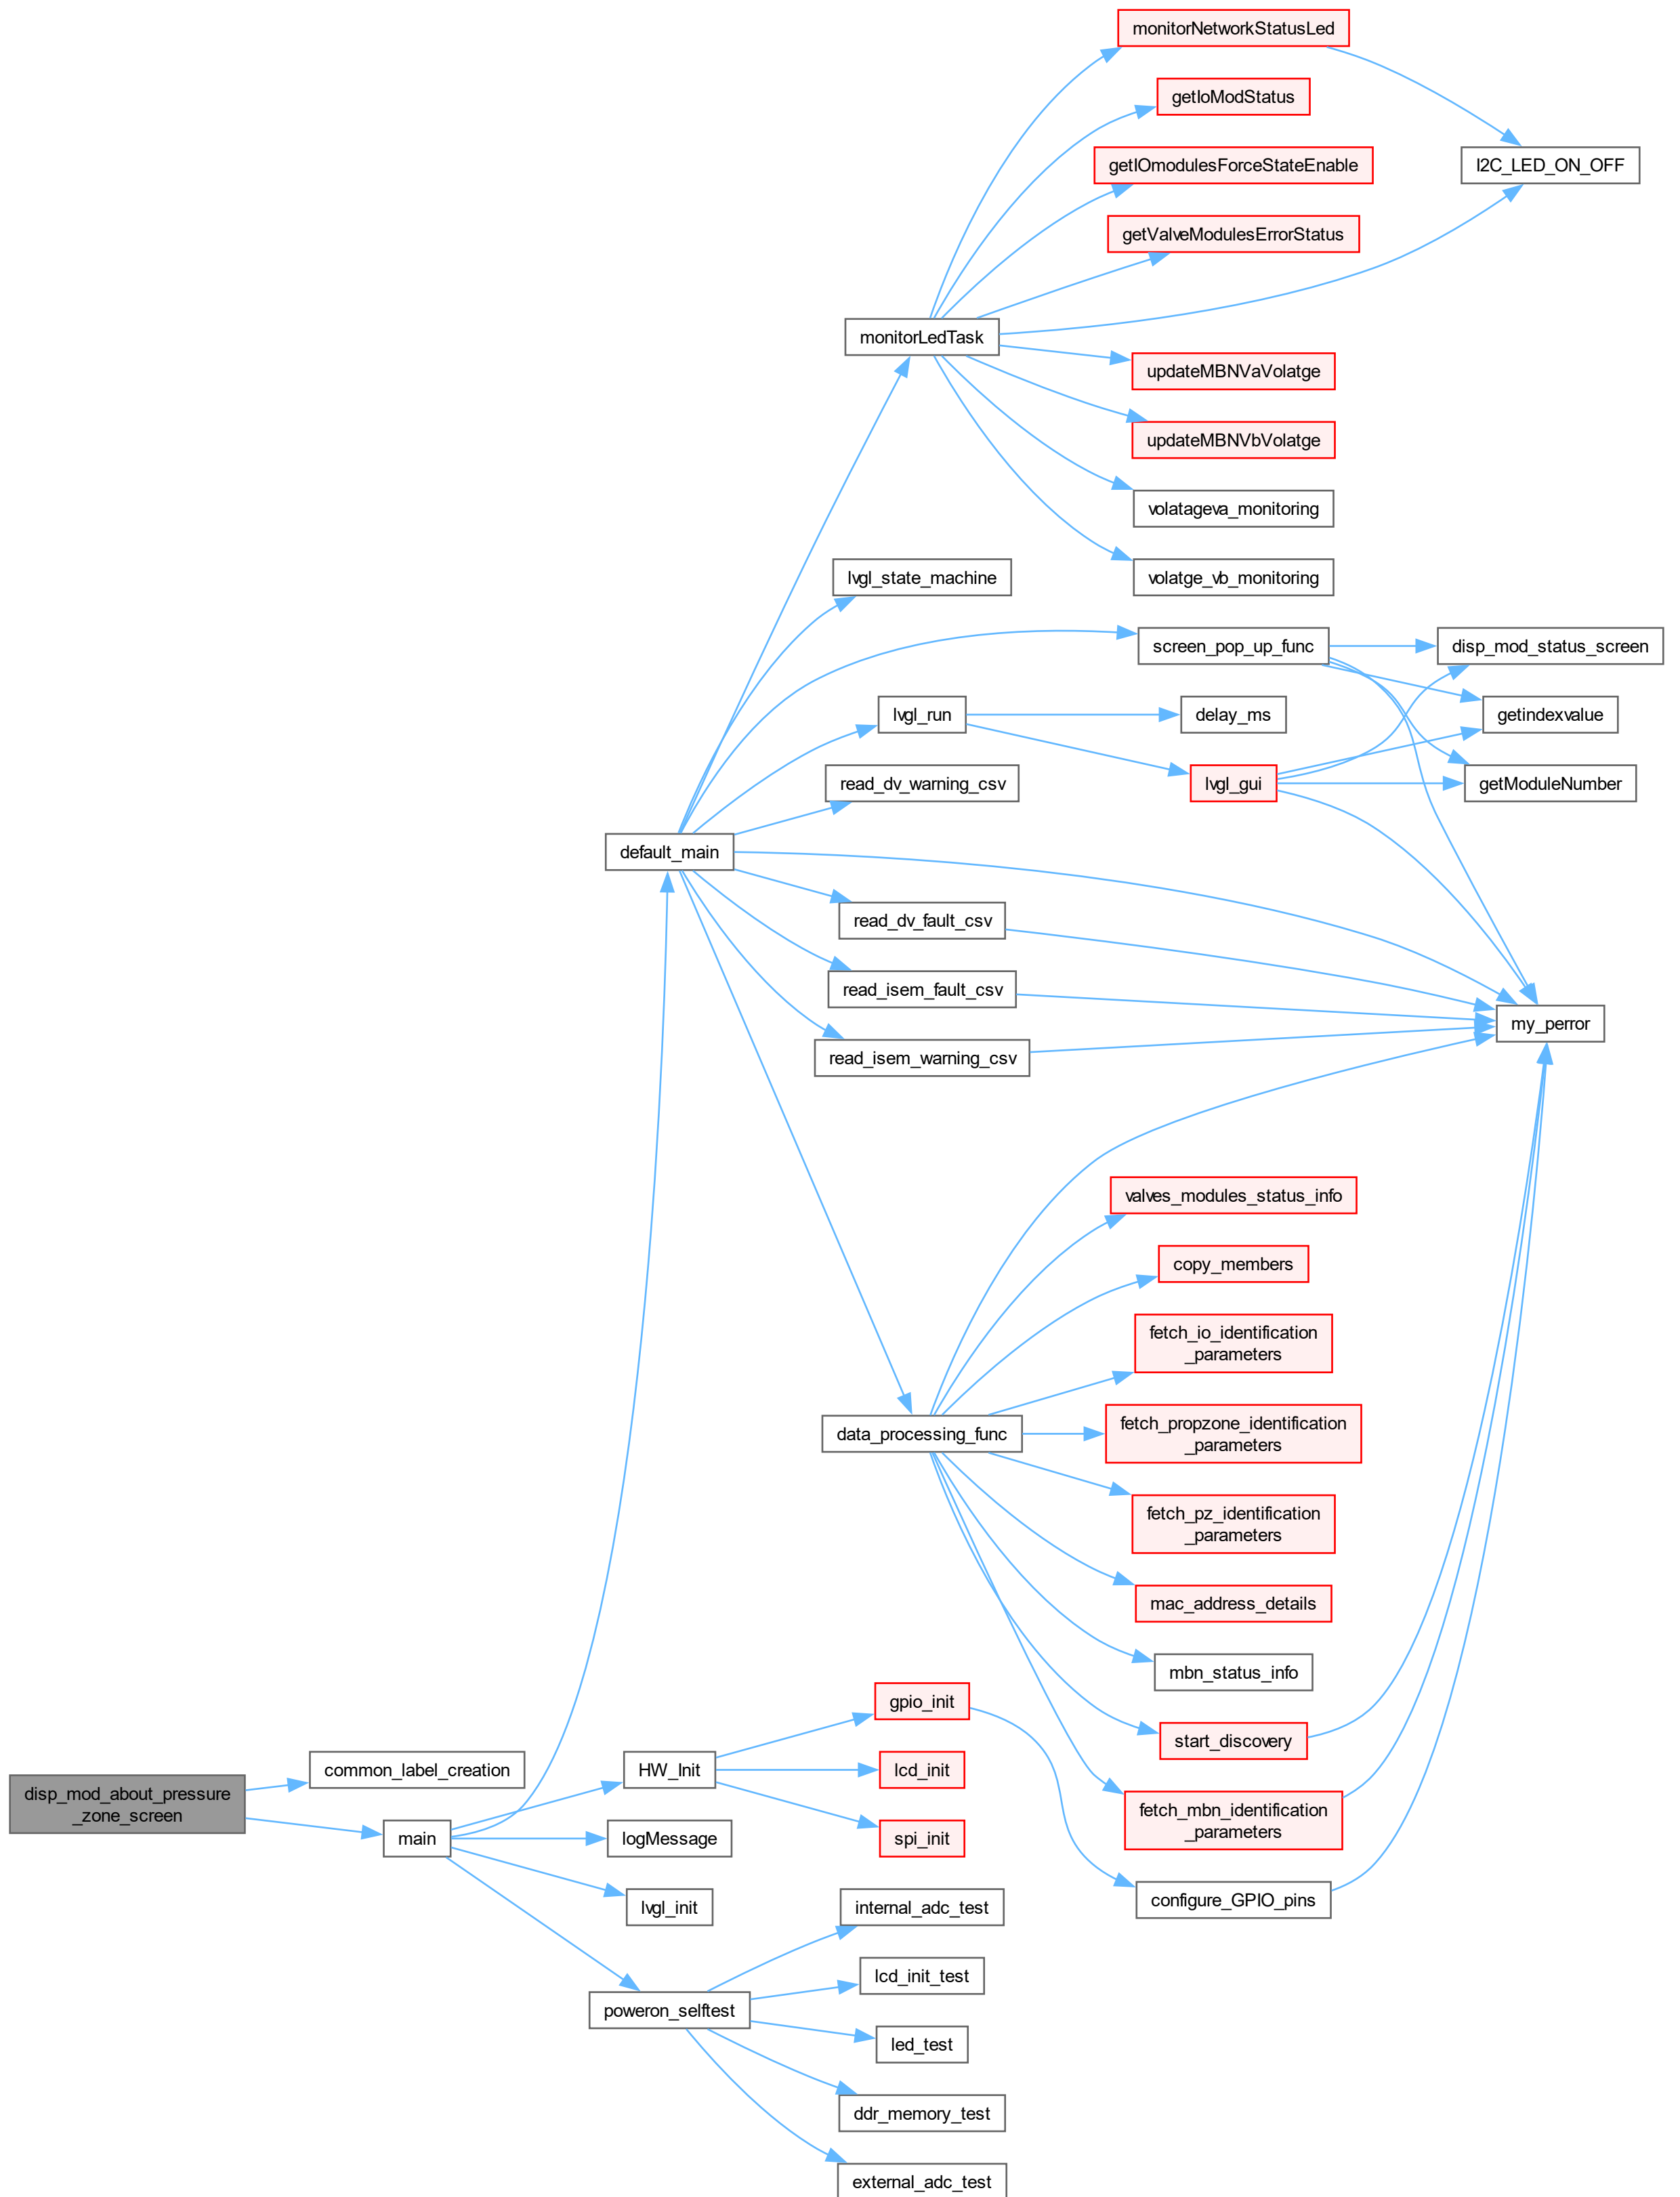 monitorNetworkStatusLed
getIoModStatus
getIOmodulesForceStateEnable
I2C_LED_ON_OFF
getValveModulesErrorStatus
monitorLedTask
updateMBNVaVolatge
updateMBNVbVolatge
volatageva_monitoring
volatge_vb_monitoring
lvgl_state_machine
screen_pop_up_func
disp_mod_status_screen
lvgl_run
delay_ms
getindexvalue
read_dv_warning_csv
lvgl_gui
getModuleNumber
default_main
read_dv_fault_csv
read_isem_fault_csv
my_perror
read_isem_warning_csv
valves_modules_status_info
copy_members
fetch_io_identification
_parameters
data_processing_func
fetch_propzone_identification
_parameters
fetch_pz_identification
_parameters
mac_address_details
mbn_status_info
gpio_init
start_discovery
common_label_creation
HW_Init
lcd_init
disp_mod_about_pressure
_zone_screen
main
logMessage
spi_init
fetch_mbn_identification
_parameters
lvgl_init
internal_adc_test
configure_GPIO_pins
lcd_init_test
poweron_selftest
led_test
ddr_memory_test
external_adc_test